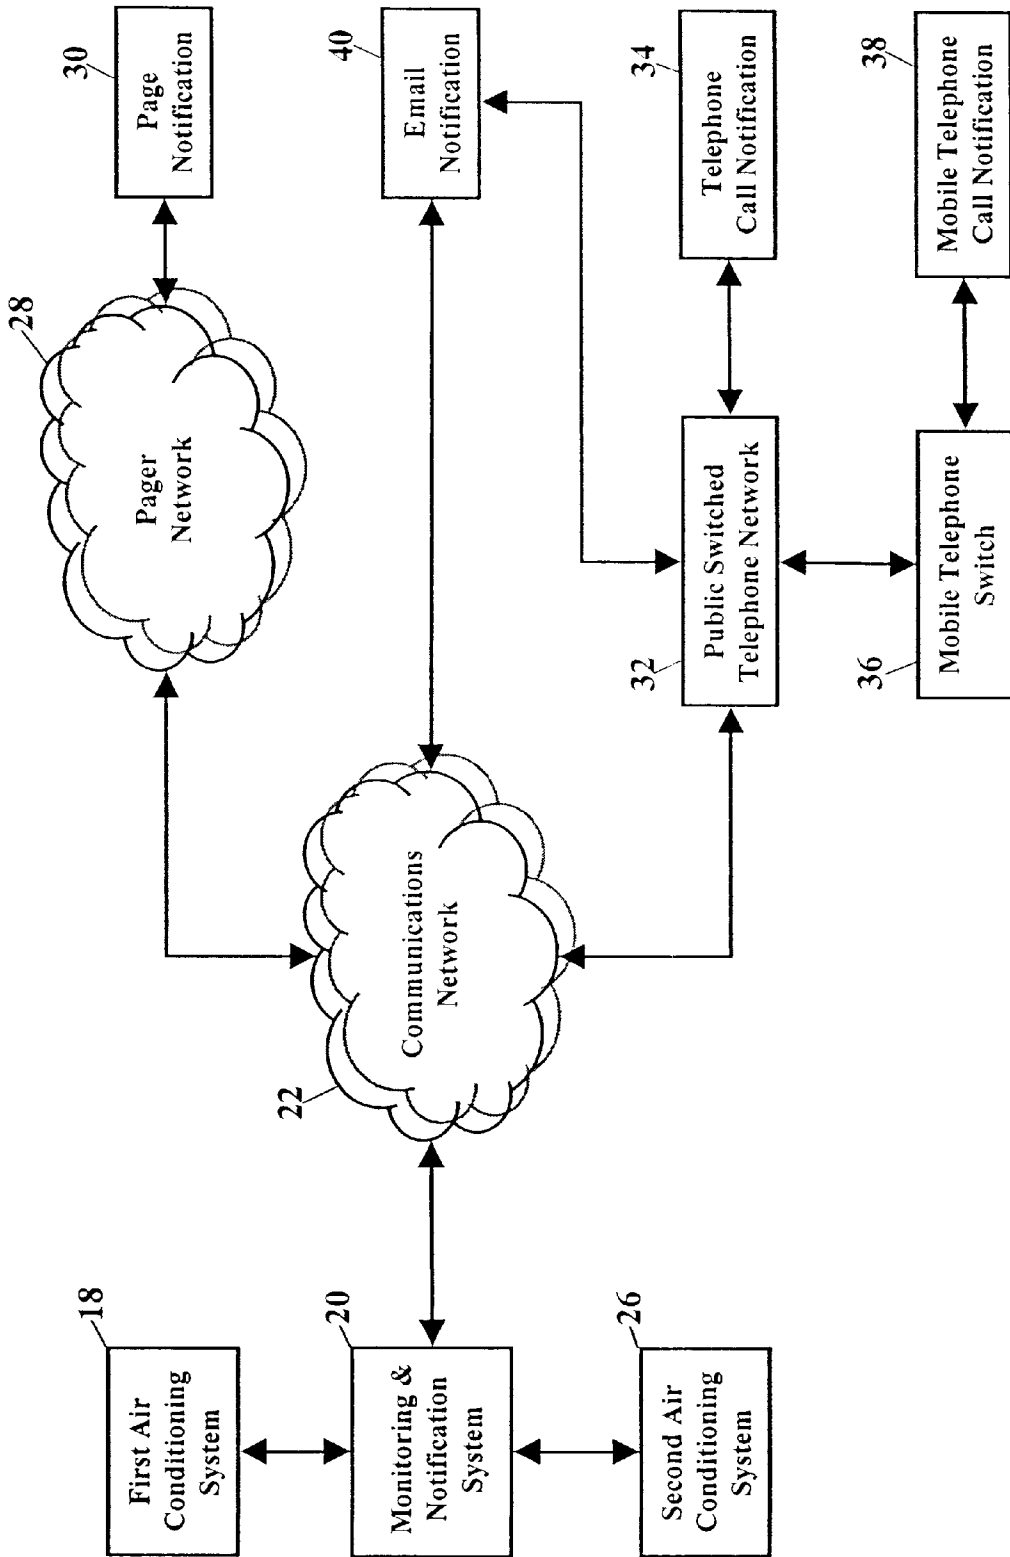 18
First Air
Conditioning
System
20
Monitoring &
Notification
System
26
Second Air
Conditioning
System
22
Communications
Network
28
Pager
Network
30
Page
Notification
40
Email
Notification
32
Public Switched
Telephone Network
34
Telephone
Call Notification
36
Mobile Telephone
Switch
38
Mobile Telephone
Call Notification